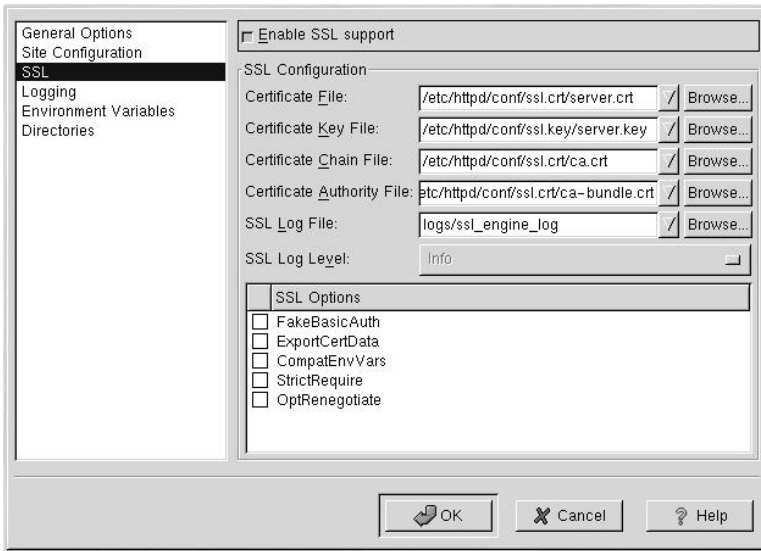 General Options
Site Configuration
SSL
Logging
Environment Variables
Directories
Enable SSL support
SSL Configuration
Certificate File: /etc/httpd/conf/ssl.crt/server.crt Browse...
Certificate Key File: /etc/httpd/conf/ssl.key/server.key Browse...
Certificate Chain File: /etc/httpd/conf/ssl.crt/ca.crt Browse...
Certificate Authority File: etc/httpd/conf/ssl.crt/ca-bundle.crt Browse...
SSL Log File: logs/ssl_engine_log Browse...
SSL Log Level: Info
SSL Options
FakeBasicAuth
ExportCertData
CompatEnvVars
StrictRequire
OptRenegotiate
OK Cancel Help